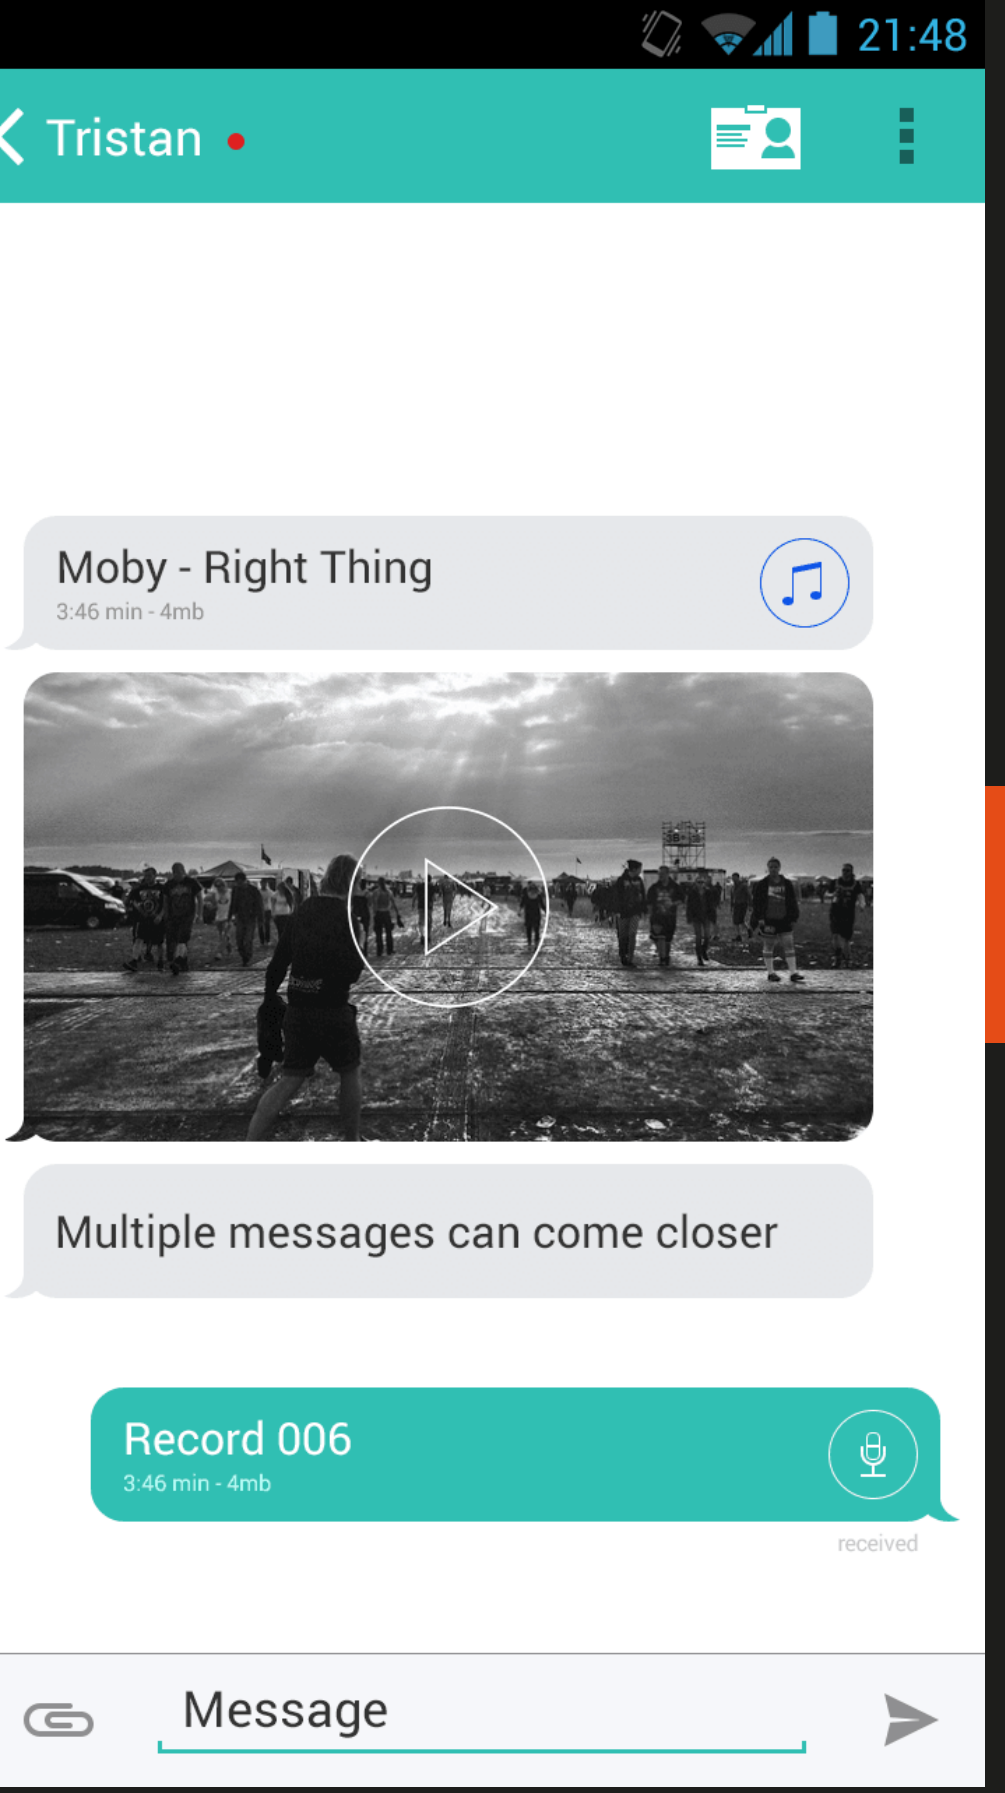 21:48
Tristan
Moby - Right Thing
3:46 min - 4mb
Multiple messages can come closer
Record 006
3:46 min - 4mb
received
Message